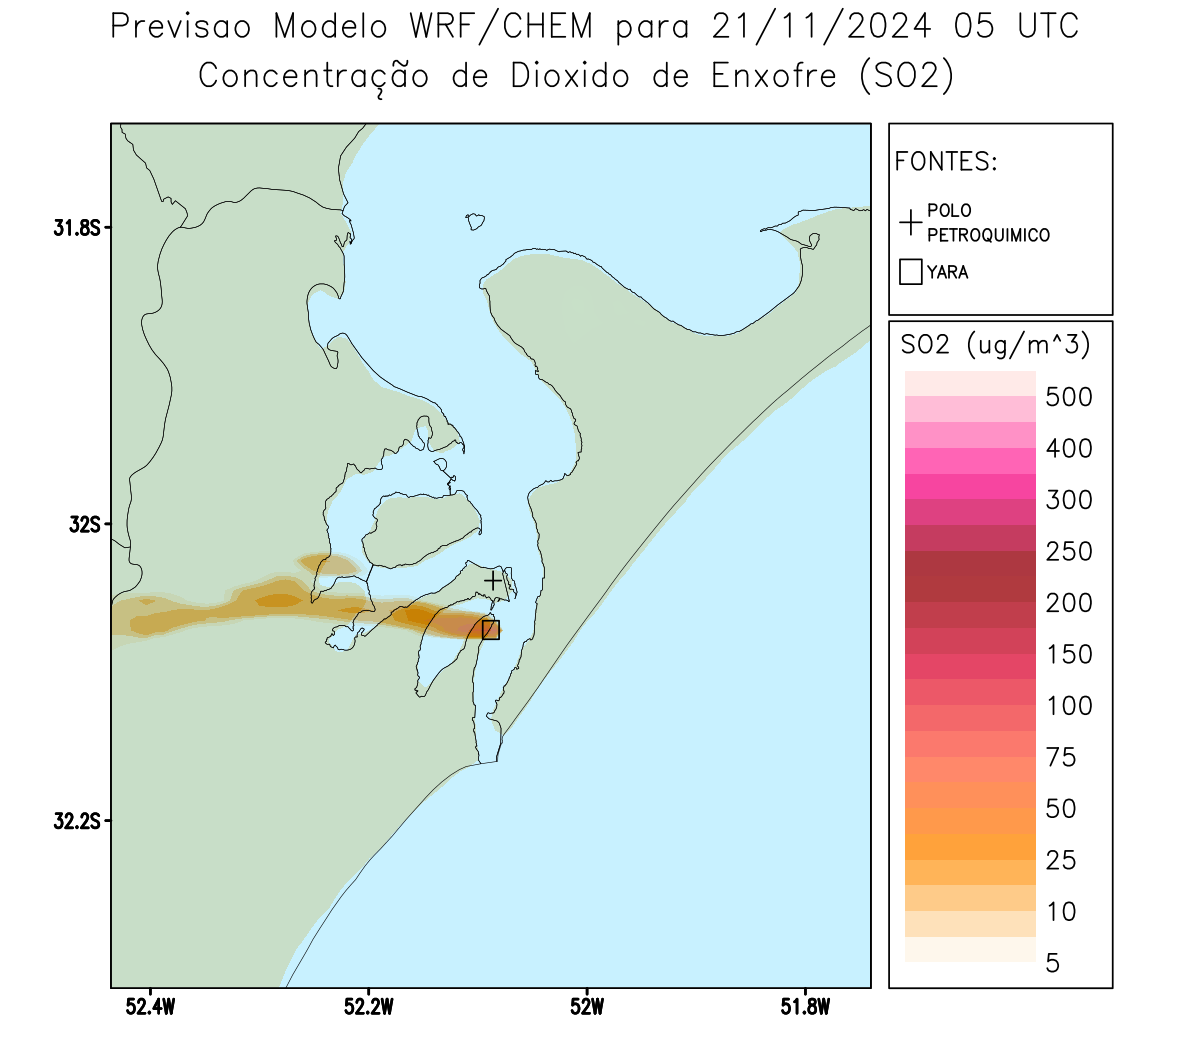 Previsao Modelo WRF/CHEM para 21/11/2024 05 UTC
Concentração de Dioxido de Enxofre (SO2)
FONTES:
POLO
PETROQUIMICO
YARA
SO2 (ug/m^3)
500
400
300
250
200
150
100
75
50
25
10
5
31.8S
32S
32.2S
52.4W
52.2W
52W
51.8W